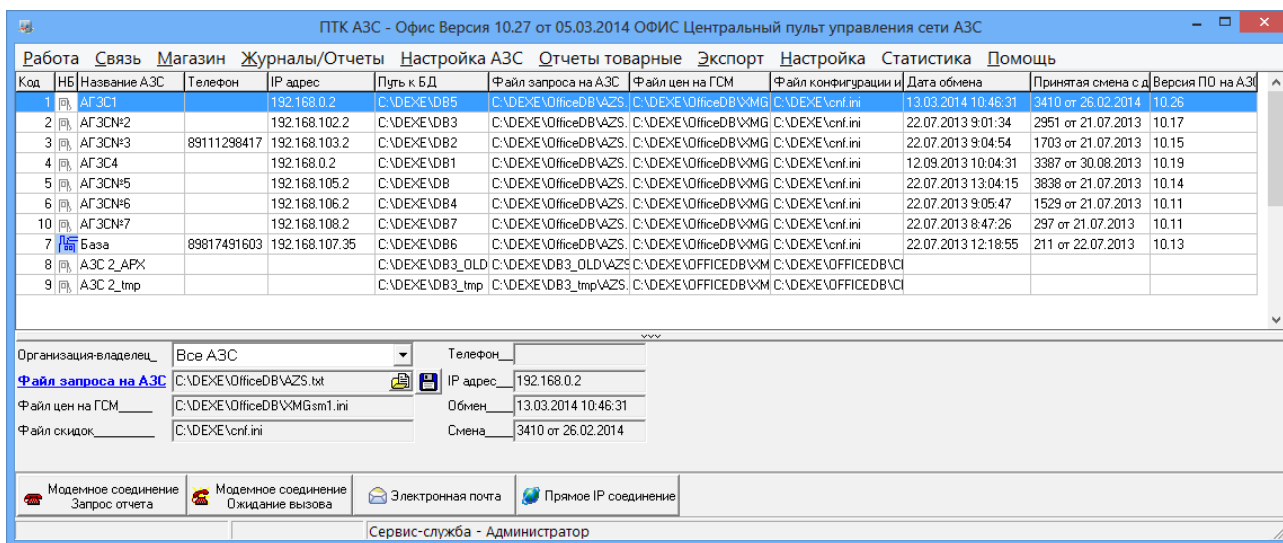 ПТК АЗС - Офис Версия 10.27 от 05.03.2014 ОФИС Центральный пульт управления сети АЗС
Работа Связь Магазин Журналы/Отчеты Настройка АЗС Отчеты товарные Экспорт Настройка Статистика Помощь
Код НБ Название АЗС Телефон IP адрес Путь к БД Файл запроса на АЗС Файл цен на ГСМ Файл конфигурации и Дата обмена Принятая смена с д Версия ПО на АЗС
1 АГЗС1 192.168.0.2 C:\DEXE\DB5 C:\DEXE\OfficeDB\AZS. C:\DEXE\OfficeDB\XMG C:\DEXE\cnf.ini 13.03.2014 10:46:31 3410 от 26.02.2014 10.26
2 АГЗСN²2 192.168.102.2 C:\DEXE\DB3 C:\DEXE\OfficeDB\AZS. C:\DEXE\OfficeDB\XMG C:\DEXE\cnf.ini 22.07.2013 9:01:34 2951 от 21.07.2013 10.17
3 АГЗСN²3 89111298417 192.168.103.2 C:\DEXE\DB2 C:\DEXE\OfficeDB\AZS. C:\DEXE\OfficeDB\XMG C:\DEXE\cnf.ini 22.07.2013 9:04:54 1703 от 21.07.2013 10.15
4 АГЗС4 192.168.0.2 C:\DEXE\DB1 C:\DEXE\OfficeDB\AZS. C:\DEXE\OfficeDB\XMG C:\DEXE\cnf.ini 12.09.2013 10:04:31 3387 от 30.08.2013 10.19
5 АГЗСN²5 192.168.105.2 C:\DEXE\DB C:\DEXE\OfficeDB\AZS. C:\DEXE\OfficeDB\XMG C:\DEXE\cnf.ini 22.07.2013 13:04:15 3838 от 21.07.2013 10.14
6 АГЗСN²6 192.168.106.2 C:\DEXE\DB4 C:\DEXE\OfficeDB\AZS. C:\DEXE\OfficeDB\XMG C:\DEXE\cnf.ini 22.07.2013 9:05:47 1529 от 21.07.2013 10.11
10 АГЗСN²7 192.168.108.2 C:\DEXE\DB7 C:\DEXE\OfficeDB\AZS. C:\DEXE\OfficeDB\XMG C:\DEXE\cnf.ini 22.07.2013 8:47:26 297 от 21.07.2013 10.11
7 База 89817491603 192.168.107.35 C:\DEXE\DB6 C:\DEXE\OfficeDB\AZS. C:\DEXE\OfficeDB\XMG C:\DEXE\cnf.ini 22.07.2013 12:18:55 211 от 22.07.2013 10.13
8 АЗС 2_АРХ C:\DEXE\DB3_OLD C:\DEXE\DB3_OLD\AZS C:\DEXE\OFFICEDB\XM C:\DEXE\OFFICEDB\CI
9 АЗС 2_tmp C:\DEXE\DB3_tmp C:\DEXE\DB3_tmp\AZS. C:\DEXE\OFFICEDB\XM C:\DEXE\OFFICEDB\CI
Организация-владелец_ Все АЗС Телефон__
Файл запроса на АЗС C:\DEXE\OfficeDB\AZS.txt IP адрес__ 192.168.0.2
Файл цен на ГСМ_____ C:\DEXE\OfficeDB\XMGsm1.ini Обмен____ 13.03.2014 10:46:31
Файл скидок_________ C:\DEXE\cnf.ini Смена____ 3410 от 26.02.2014
Модемное соединение Модемное соединение Электронная почта Прямое IP соединение
Запрос отчета Ожидание вызова
Сервис-служба - Администратор